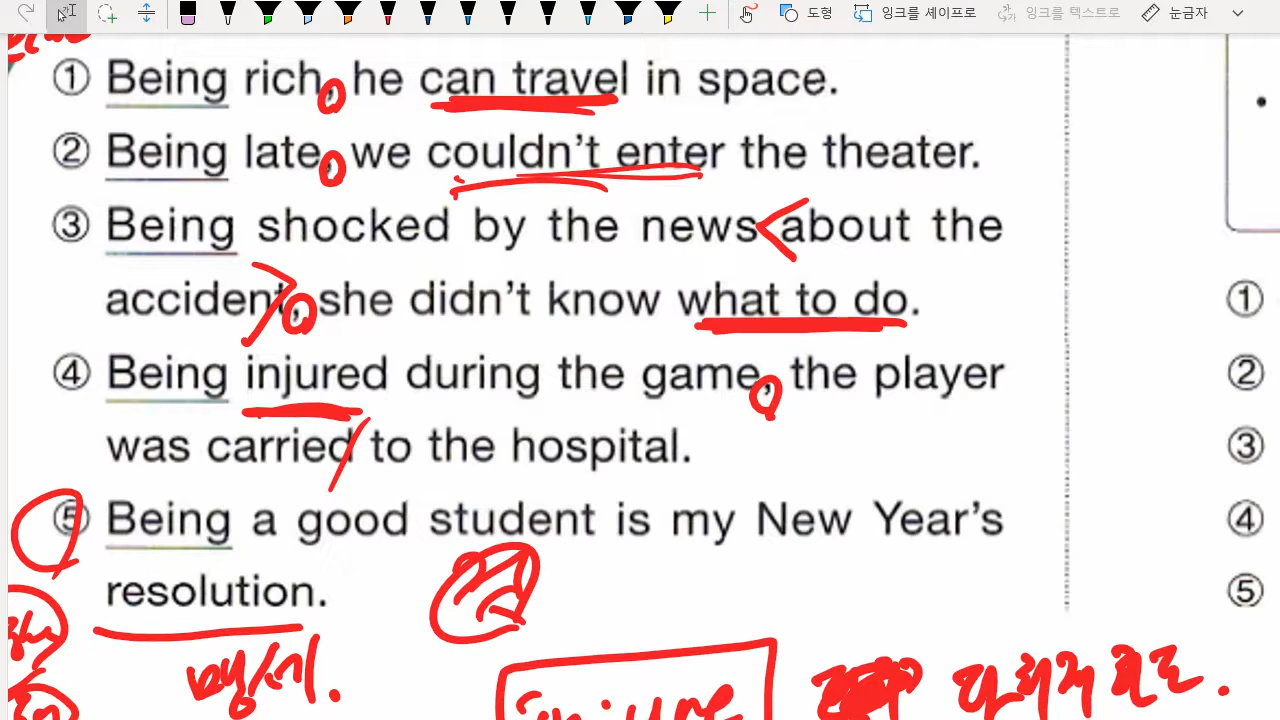 도형 잉크를 셰이프로 잉크를 텍스트로 눈금자
① Being rich, he can travel in space.
② Being late, we couldn't enter the theater.
③ Being shocked by the news about the
accident, she didn't know what to do.
④ Being injured during the game, the player
was carried to the hospital.
⑤ Being a good student is my New Year's
resolution.
맹세.
①
②
③
④
⑤